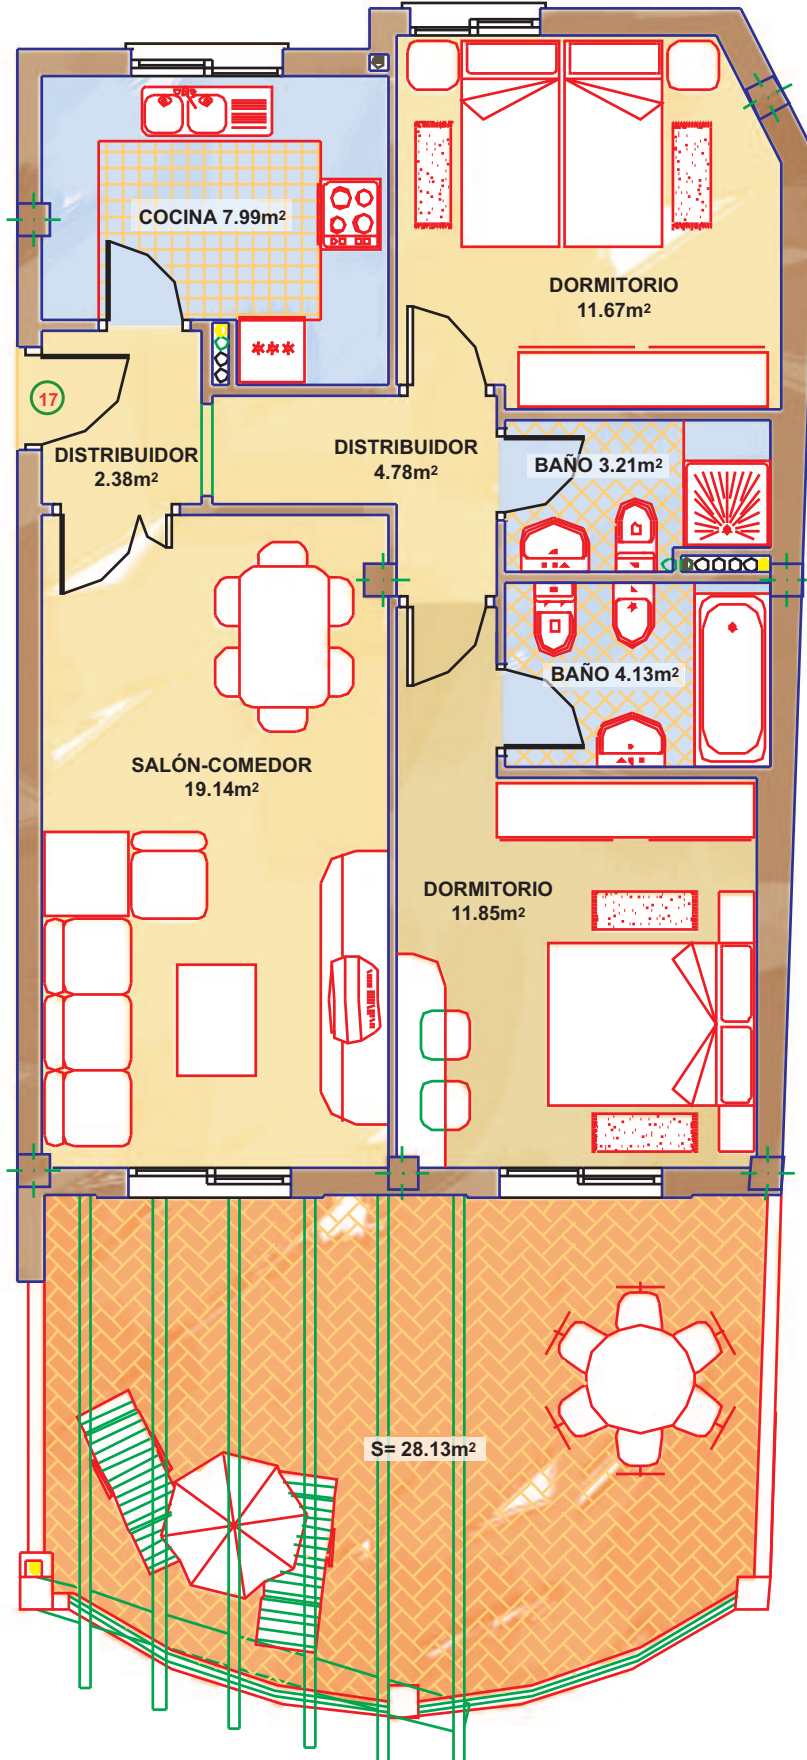 COCINA 7.99m²
DORMITORIO
11.67m²
17
DISTRIBUIDOR
2.38m²
DISTRIBUIDOR
4.78m²
BAÑO 3.21m²
BAÑO 4.13m²
SALÓN-COMEDOR
19.14m²
DORMITORIO
11.85m²
S= 28.13m²